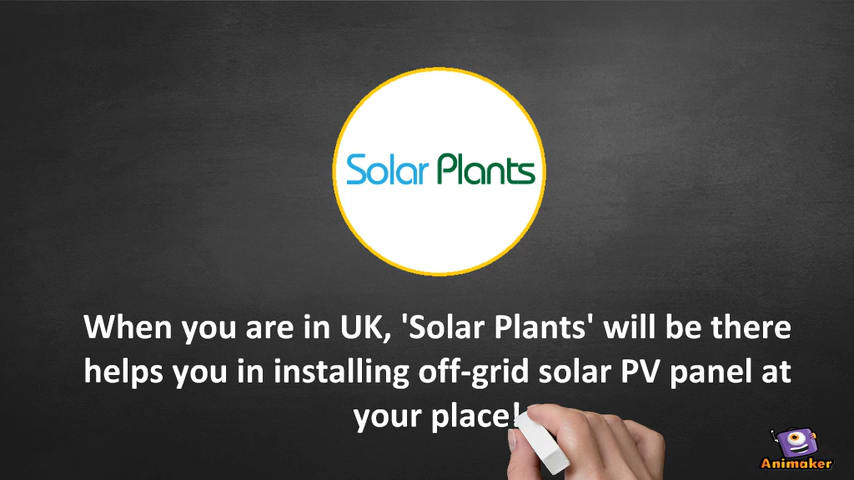 Solar Plants
When you are in UK, 'Solar Plants' will be there
helps you in installing off-grid solar PV panel at
your place!
Animaker